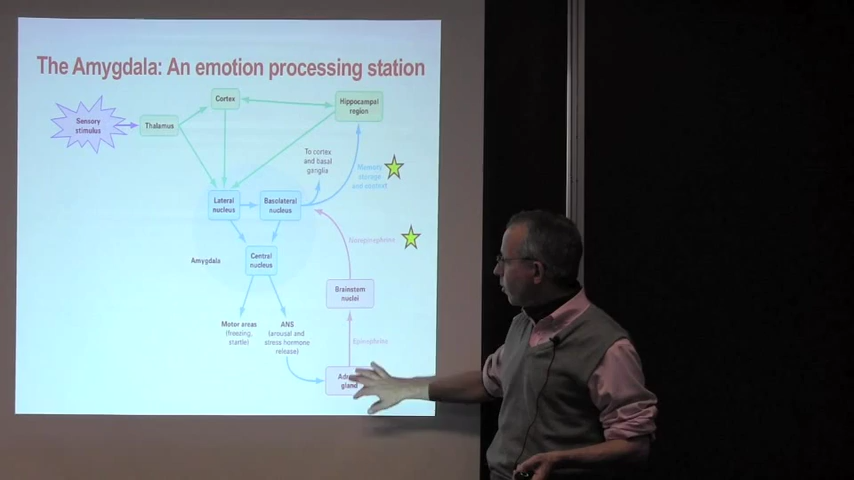 The Amygdala: An emotion processing station
Sensory
stimulus
Thalamus
Cortex
Hippocampal
region
To cortex
and basal
ganglia
Memory
storage
and context
Lateral
nucleus
Basolateral
nucleus
Norepinephrine
Amygdala
Central
nucleus
Brainstem
nuclei
Motor areas
(freezing,
startle)
ANS
(arousal and
stress hormone
release)
Epinephrine
gland